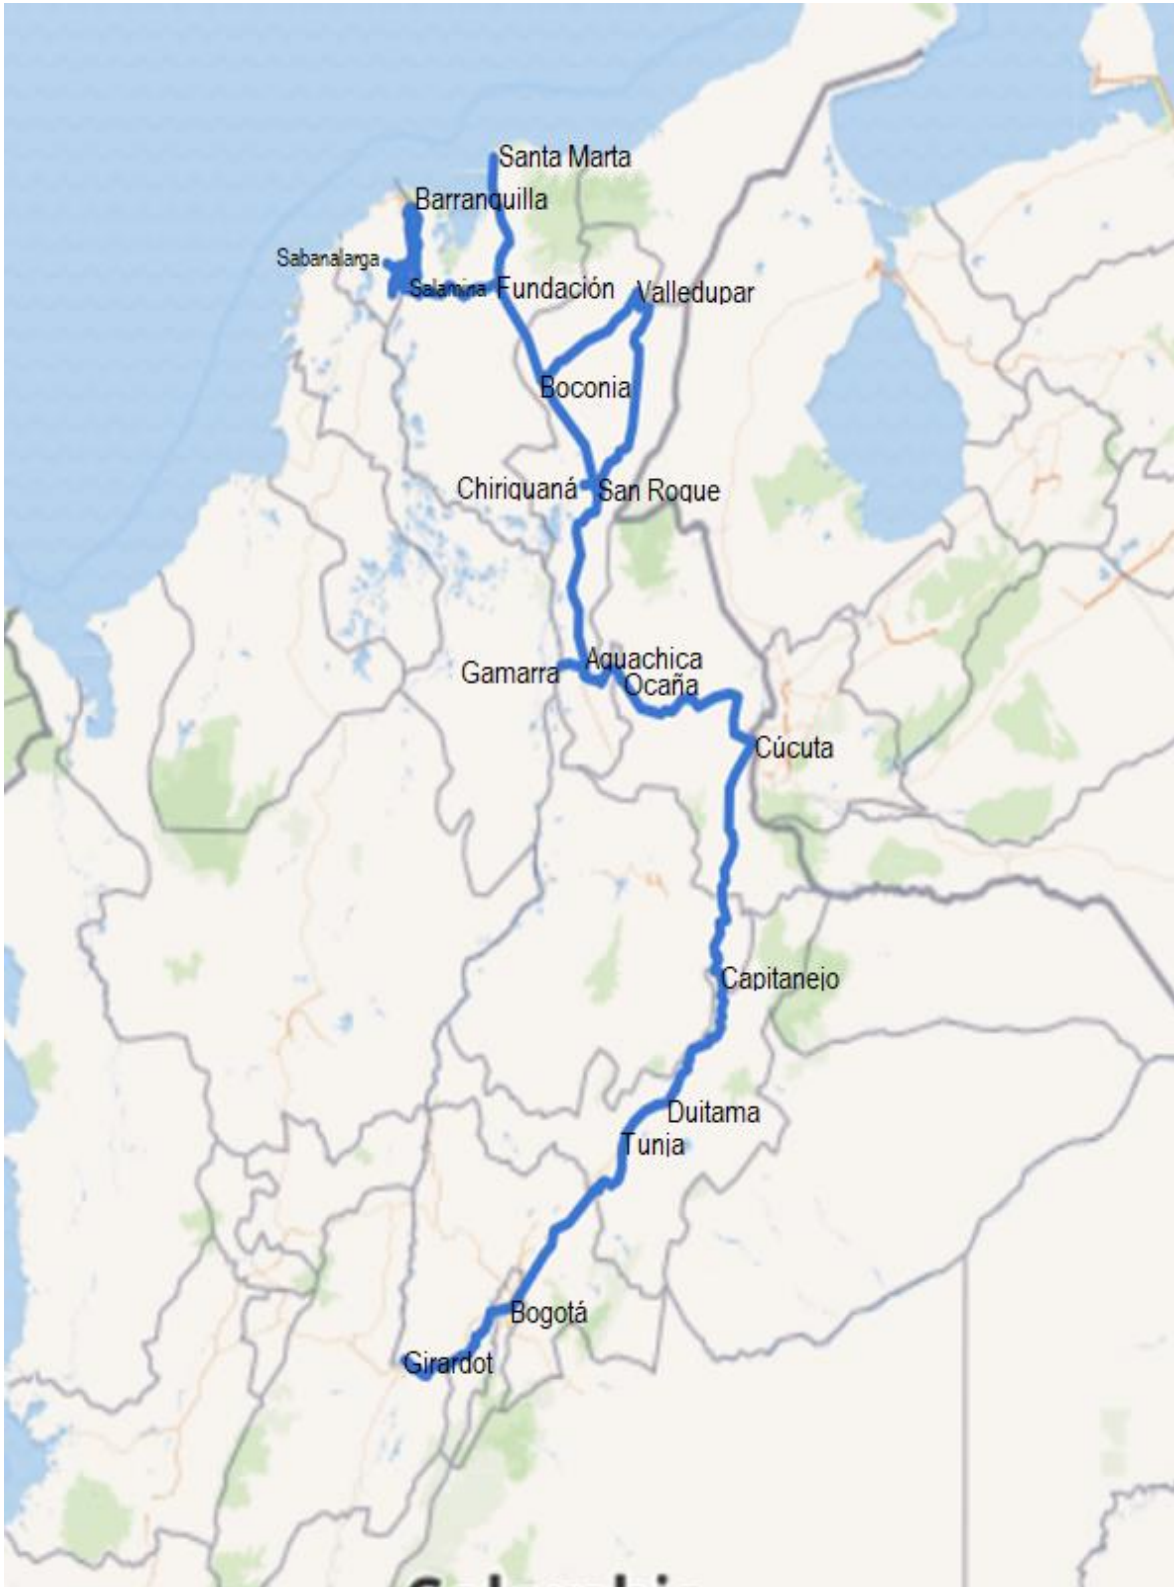 Santa Marta
Barranquilla
Sabanalarga
Salamina
Fundación
Valledupar
Boconia
Chiriquaná
San Roque
Aguachica
Gamarra
Ocaña
Cúcuta
Capitanejo
Duitama
Tunja
Bogotá
Girardot